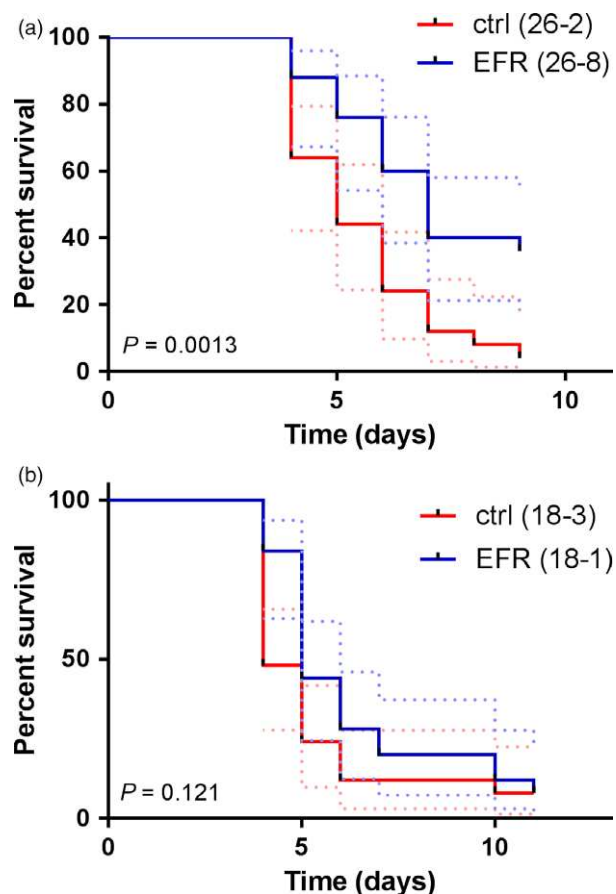 (a)
ctrl (26-2)
EFR (26-8)
Percent survival
100
80
60
40
20
0
P = 0.0013
0
5
10
Time (days)
(b)
ctrl (18-3)
EFR (18-1)
Percent survival
100
50
0
P = 0.121
0
5
10
Time (days)